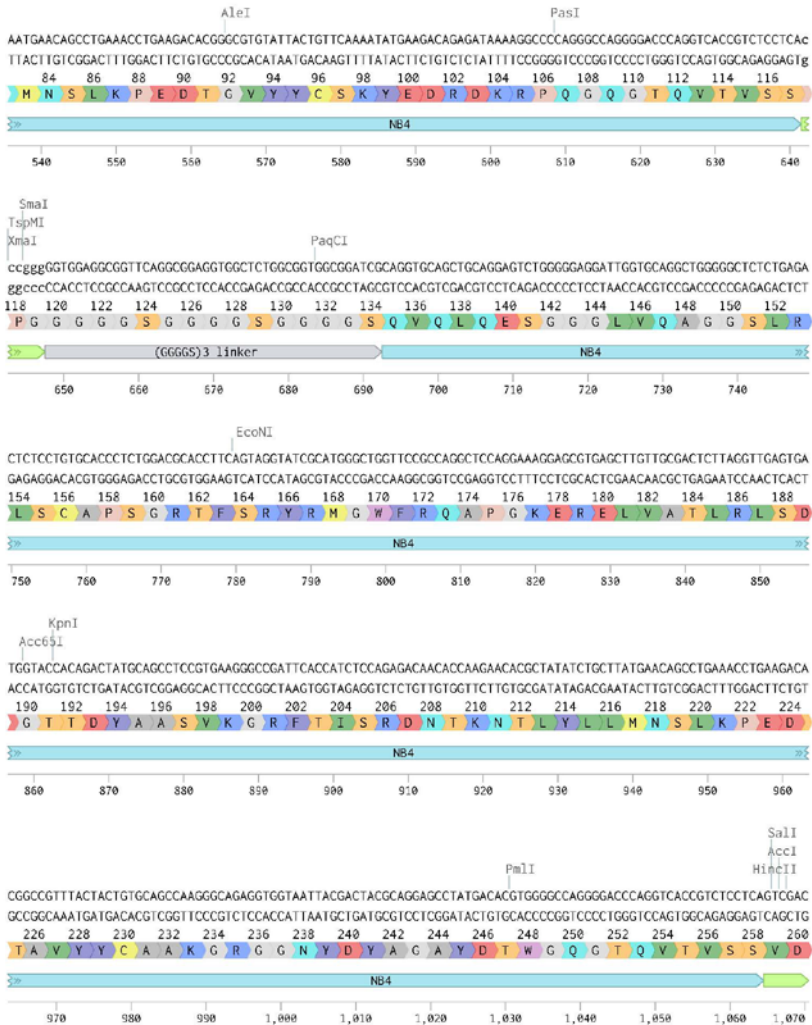 AleI PasI
AATGAACAGCCTGAAACCTGAAGACACGGGCGTGTATTACTGTTCAAAATATGAAGACAGAGATAAAAGGCCCCAGGGCCAGGGGACCCAGGTCACCGTCTCCTCAc
TTACTTGTCGGACTTTGGACTTCTGTGCCCGCACATAATGACAAGTTTTATACTTCTGTCTCTATTTTCCGGGGTCCCGGTCCCCTGGGTCCAGTGGCAGAGGAGTg
84 86 88 90 92 94 96 98 100 102 104 106 108 110 112 114 116
M N S L K P E D T G V Y Y C S K Y E D R D K R P Q G Q G T Q V T V S S
NB4
540 550 560 570 580 590 600 610 620 630 640
SmaI
TspMI
XmaI PaqCI
ccgggGGTGGAGGCGGTTCAGGCGGAGGTGGCTCTGGCGGTGGCGGATCGCAGGTGCAGCTGCAGGAGTCTGGGGGAGGATTGGTGCAGGCTGGGGGCTCTCTGAGA
ggcccCCACCTCCGCCAAGTCCGCCTCCACCGAGACCGCCACCGCCTAGCGTCCACGTCGACGTCCTCAGACCCCCTCCTAACCACGTCCGACCCCCGAGAGACTCT
118 120 122 124 126 128 130 132 134 136 138 140 142 144 146 148 150 152
P G G G G G S G G G G S G G G G S Q V Q L Q E S G G G L V Q A G G S L R
(GGGGS)3 linker NB4
650 660 670 680 690 700 710 720 730 740
EcoNI
CTCTCCTGTGCACCCTCTGGACGCACCTTCAGTAGGTATCGCATGGGCTGGTTCCGCCAGGCTCCAGGAAAGGAGCGTGAGCTTGTTGCGACTCTTAGGTTGAGTGA
GAGAGGACACGTGGGAGACCTGCGTGGAAGTCATCCATAGCGTACCCGACCAAGGCGGTCCGAGGTCCTTTCCTCGCACTCGAACAACGCTGAGAATCCAACTCACT
154 156 158 160 162 164 166 168 170 172 174 176 178 180 182 184 186 188
L S C A P S G R T F S R Y R M G W F R Q A P G K E R E L V A T L R L S D
NB4
750 760 770 780 790 800 810 820 830 840 850
KpnI
Acc65I
TGGTACCACAGACTATGCAGCCTCCGTGAAGGGCCGATTCACCATCTCCAGAGACAACACCAAGAACACGCTATATCTGCTTATGAACAGCCTGAAACCTGAAGACA
ACCATGGTGTCTGATACGTCGGAGGCACTTCCCGGCTAAGTGGTAGAGGTCTCTGTTGTGGTTCTTGTGCGATATAGACGAATACTTGTCGGACTTTGGACTTCTGT
190 192 194 196 198 200 202 204 206 208 210 212 214 216 218 220 222 224
G T T D Y A A S V K G R F T I S R D N T K N T L Y L L M N S L K P E D
NB4
860 870 880 890 900 910 920 930 940 950 960
SalI
AccI
PmlI HincII
CGGCCGTTTACTACTGTGCAGCCAAGGGCAGAGGTGGTAATTACGACTACGCAGGAGCCTATGACACGTGGGGCCAGGGGACCCAGGTCACCGTCTCCTCAGTCGAC
GCCGGCAAATGATGACACGTCGGTTCCCGTCTCCACCATTAATGCTGATGCGTCCTCGGATACTGTGCACCCCGGTCCCCTGGGTCCAGTGGCAGAGGAGTCAGCTG
226 228 230 232 234 236 238 240 242 244 246 248 250 252 254 256 258 260
T A V Y Y C A A K G R G G N Y D Y A G A Y D T W G Q G T Q V T V S S V D
NB4
970 980 990 1,000 1,010 1,020 1,030 1,040 1,050 1,060 1,070